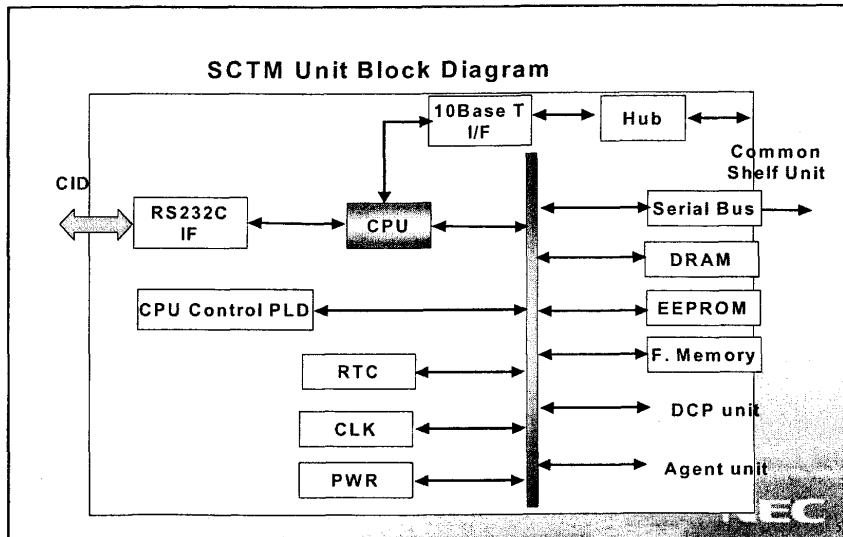 SCTM Unit Block Diagram
10Base T
I/F
Hub
Common
Shelf Unit
CID
RS232C
IF
CPU
Serial Bus
DRAM
CPU Control PLD
EEPROM
F. Memory
RTC
DCP unit
CLK
Agent unit
PWR
NEC